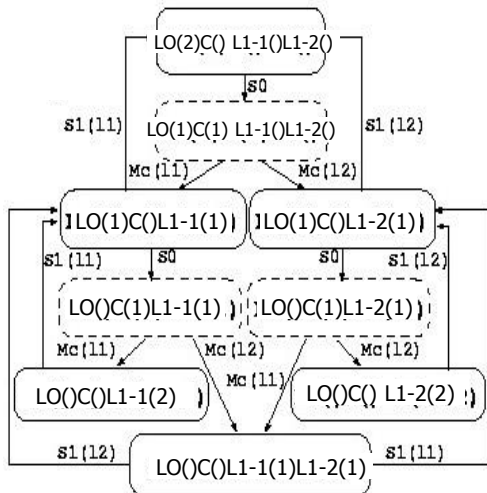 LO(2)C() L1-1()L1-2()
S0
S1(l1)
S1(l2)
LO(1)C(1) L1-1()L1-2()
Mc(l1)
Mc(l2)
LO(1)C()L1-1(1)
LO(1)C()L1-2(1)
S1(l1)
S0
S0
S1(l2)
LO()C(1)L1-1(1)
LO()C(1)L1-2(1)
Mc(l1)
Mc(l2)
Mc(l1)
Mc(l2)
LO()C()L1-1(2)
LO()C() L1-2(2)
S1(l2)
LO()C()L1-1(1)L1-2(1)
S1(l1)